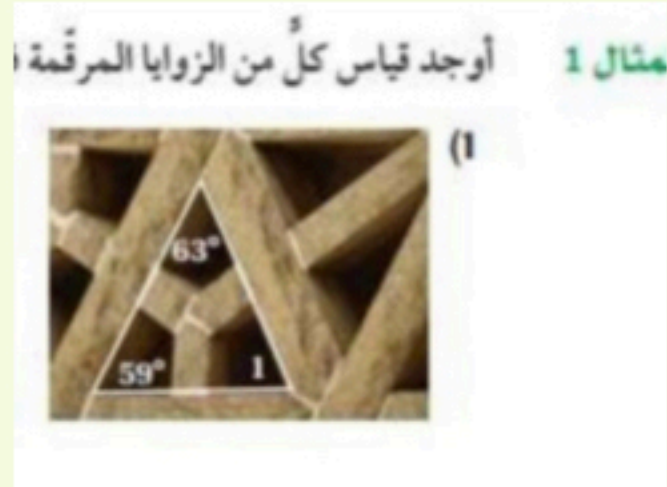 مثال 1
أوجد قياس كلٍّ من الزوايا المرقّمة
(1
63°
59°
1